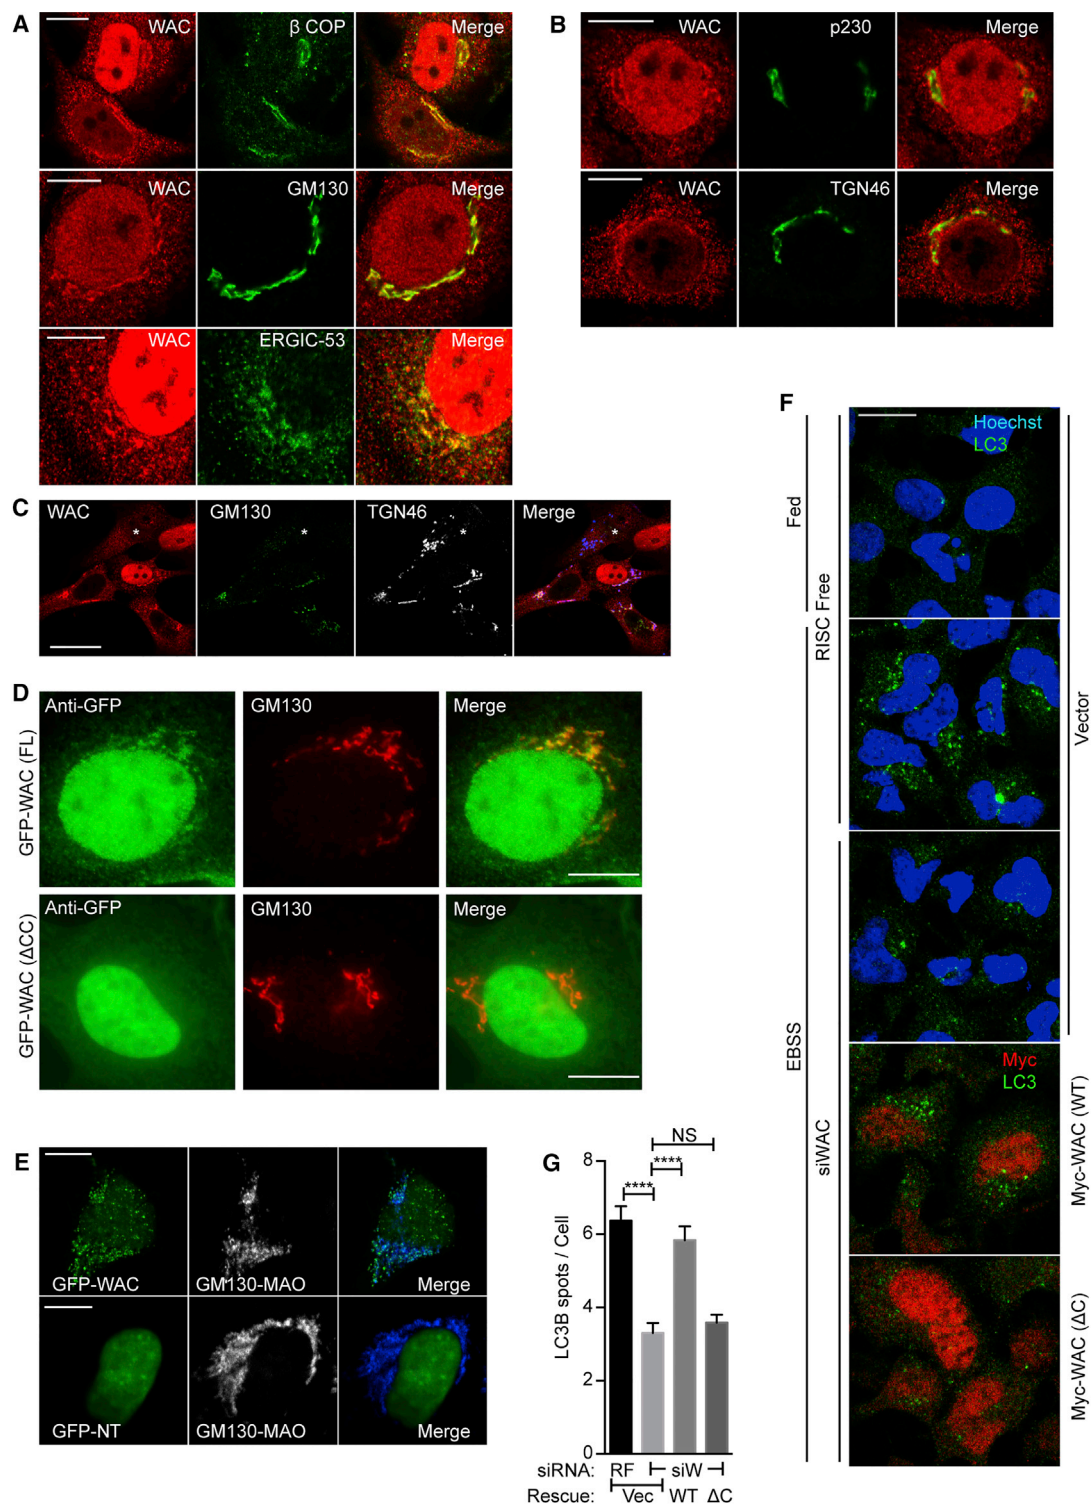 A
WAC
β COP
Merge
WAC
GM130
Merge
WAC
ERGIC-53
Merge
B
WAC
p230
Merge
WAC
TGN46
Merge
C
WAC
GM130
TGN46
Merge
*
*
*
D
Anti-GFP
GM130
Merge
GFP-WAC (FL)
Anti-GFP
GM130
Merge
GFP-WAC (ΔCC)
E
GFP-WAC
GM130-MAO
Merge
GFP-NT
GM130-MAO
Merge
F
Hoechst
LC3
Fed
RISC Free
Vector
EBSS
siWAC
Myc
LC3
Myc-WAC (WT)
Myc-WAC (ΔC)
G
NS
****
****
8
6
4
2
0
LC3B spots / Cell
siRNA: RF siW
Rescue: Vec WT ΔC